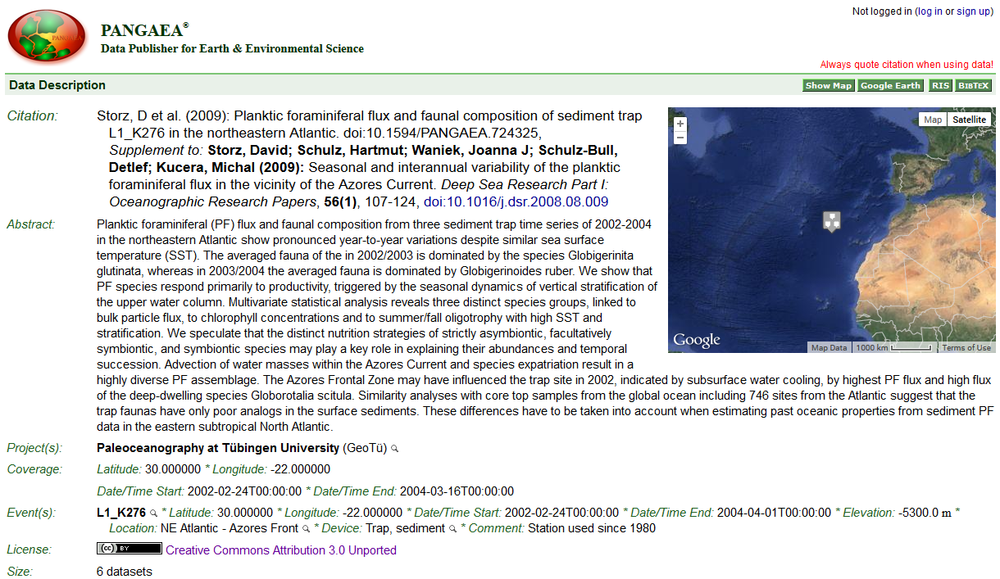 Not logged in (log in or sign up)
PANGAEA
PANGAEA®
Data Publisher for Earth & Environmental Science
Always quote citation when using data!
Data Description
Show Map Google Earth RIS BIBTEX
Citation: Storz, D et al. (2009): Planktic foraminiferal flux and faunal composition of sediment trap
L1_K276 in the northeastern Atlantic. doi:10.1594/PANGAEA.724325,
Supplement to: Storz, David; Schulz, Hartmut; Waniek, Joanna J; Schulz-Bull,
Detlef; Kucera, Michal (2009): Seasonal and interannual variability of the planktic
foraminiferal flux in the vicinity of the Azores Current. Deep Sea Research Part I:
Oceanographic Research Papers, 56(1), 107-124, doi:10.1016/j.dsr.2008.08.009
+
−
Map Satellite
Google
Map Data 1000 km Terms of Use
Abstract: Planktic foraminiferal (PF) flux and faunal composition from three sediment trap time series of 2002-2004
in the northeastern Atlantic show pronounced year-to-year variations despite similar sea surface
temperature (SST). The averaged fauna of the in 2002/2003 is dominated by the species Globigerinita
glutinata, whereas in 2003/2004 the averaged fauna is dominated by Globigerinoides ruber. We show that
PF species respond primarily to productivity, triggered by the seasonal dynamics of vertical stratification of
the upper water column. Multivariate statistical analysis reveals three distinct species groups, linked to
bulk particle flux, to chlorophyll concentrations and to summer/fall oligotrophy with high SST and
stratification. We speculate that the distinct nutrition strategies of strictly asymbiontic, facultatively
symbiontic, and symbiontic species may play a key role in explaining their abundances and temporal
succession. Advection of water masses within the Azores Current and species expatriation result in a
highly diverse PF assemblage. The Azores Frontal Zone may have influenced the trap site in 2002, indicated by subsurface water cooling, by highest PF flux and high flux
of the deep-dwelling species Globorotalia scitula. Similarity analyses with core top samples from the global ocean including 746 sites from the Atlantic suggest that the
trap faunas have only poor analogs in the surface sediments. These differences have to be taken into account when estimating past oceanic properties from sediment PF
data in the eastern subtropical North Atlantic.
Project(s): Paleoceanography at Tübingen University (GeoTü)
Coverage: Latitude: 30.000000 * Longitude: -22.000000
Date/Time Start: 2002-02-24T00:00:00 * Date/Time End: 2004-03-16T00:00:00
Event(s): L1_K276 * Latitude: 30.000000 * Longitude: -22.000000 * Date/Time Start: 2002-02-24T00:00:00 * Date/Time End: 2004-04-01T00:00:00 * Elevation: -5300.0 m *
Location: NE Atlantic - Azores Front * Device: Trap, sediment * Comment: Station used since 1980
License: (cc) BY Creative Commons Attribution 3.0 Unported
Size: 6 datasets